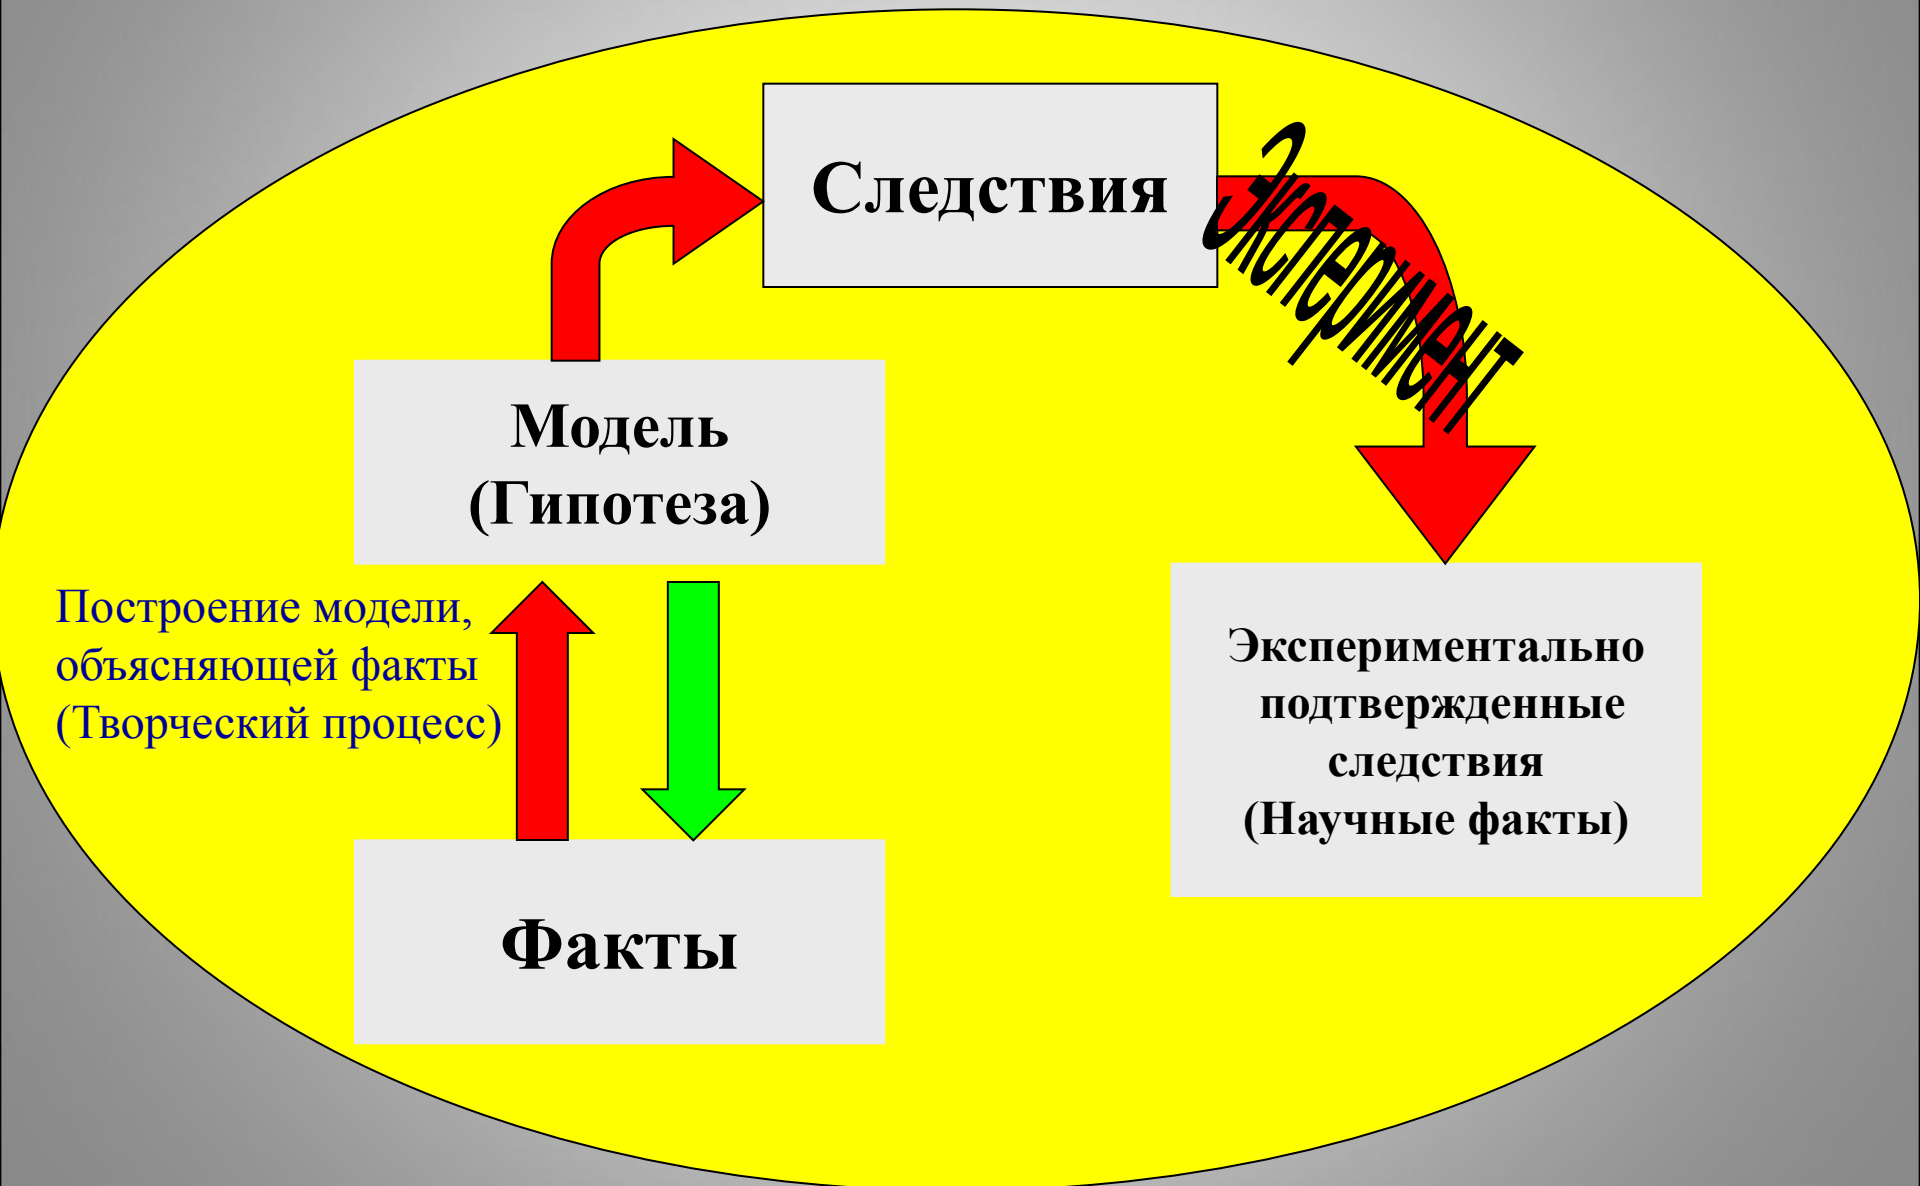 Следствия
Эксперимент
Модель
(Гипотеза)
Построение модели,
объясняющей факты
(Творческий процесс)
Экспериментально
подтвержденные
следствия
(Научные факты)
Факты